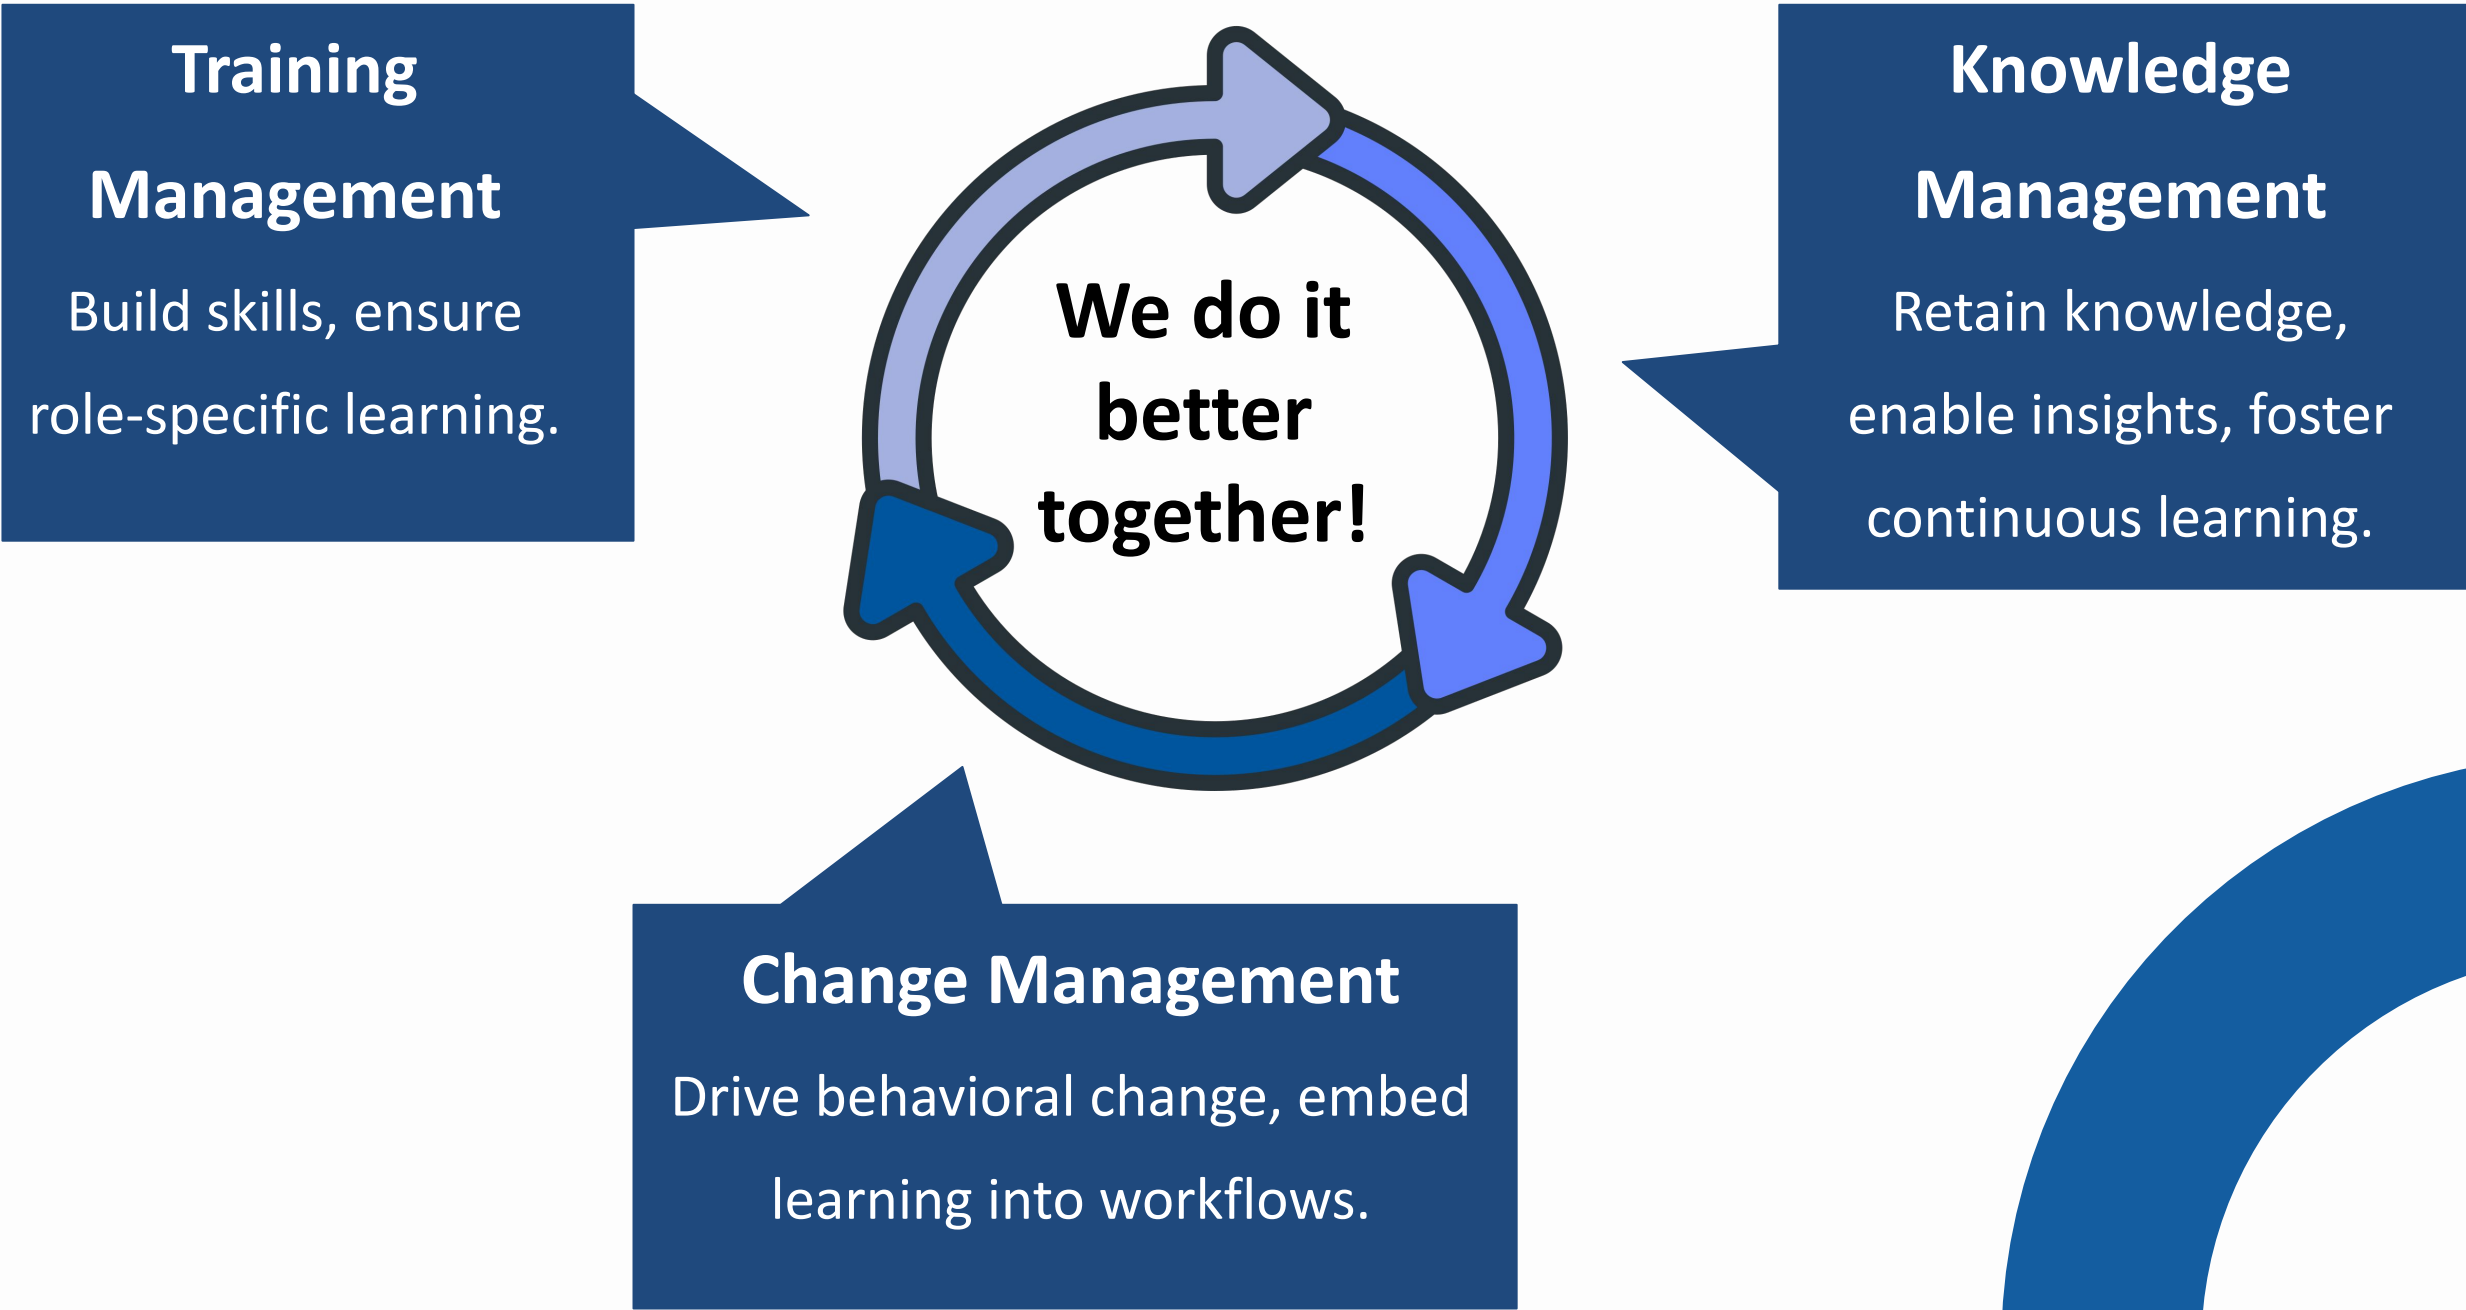 Training
Management
Build skills, ensure
role-specific learning.
We do it
better
together!
Knowledge
Management
Retain knowledge,
enable insights, foster
continuous learning.
Change Management
Drive behavioral change, embed
learning into workflows.